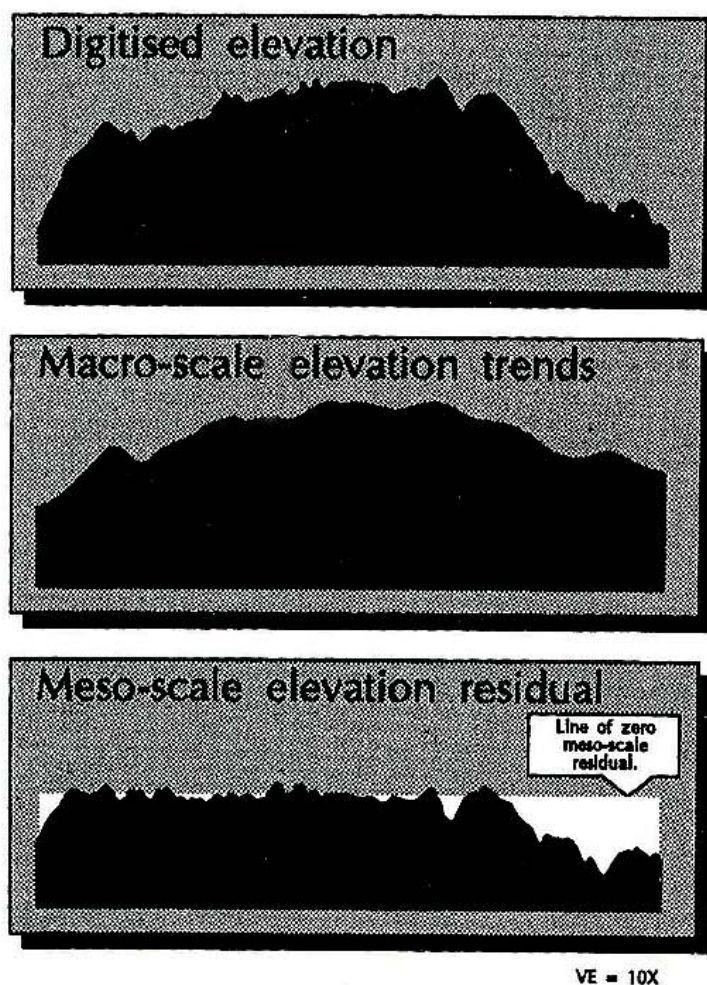 Digitised elevation
Macro-scale elevation trends
Meso-scale elevation residual
Line of zero
meso-scale
residual.
VE = 10X